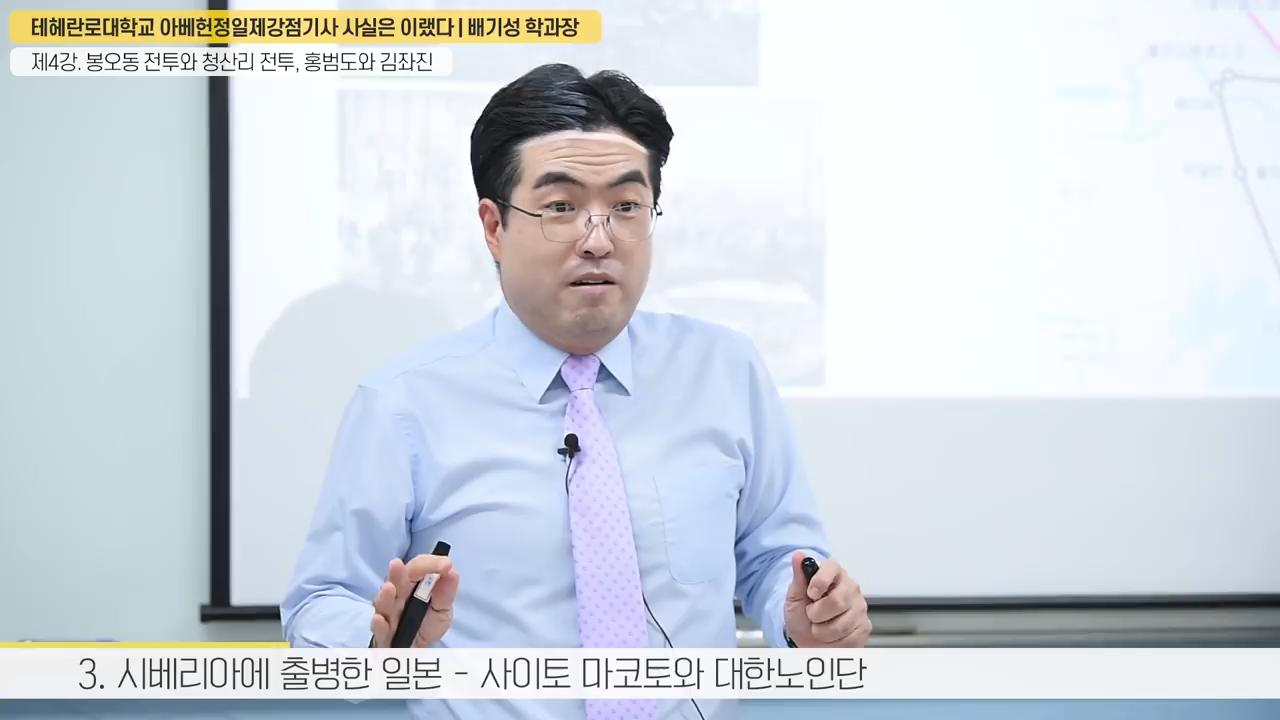 테헤란로대학교 아베헌정일제강점기사 사실은 이랬다 | 배기성 학과장
제4강. 봉오동 전투와 청산리 전투, 홍범도와 김좌진
3. 시베리아에 출병한 일본 - 사이토 마코토와 대한노인단